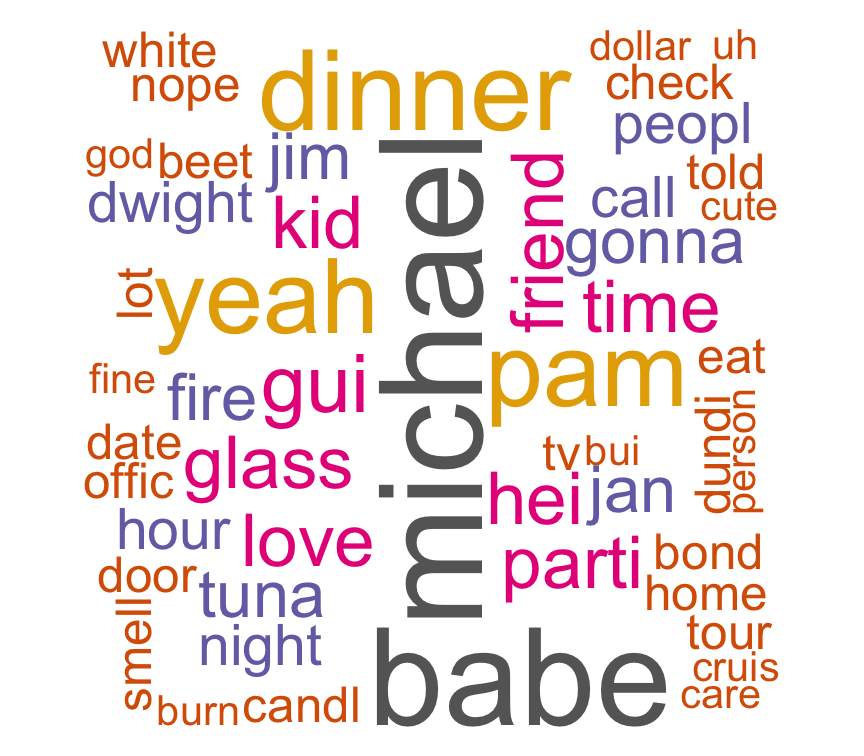 white
nope
dinner
dollar
uh
check
peopl
god
beet
jim
dwight
kid
michael
friend
call
told
cute
gonna
lot
yeah
time
pam
eat
fine
fire
gui
dundi
person
date
offic
glass
tv
bui
hei
jan
hour
love
parti
bond
door
tuna
home
smell
night
tour
cruis
care
burn
candl
babe